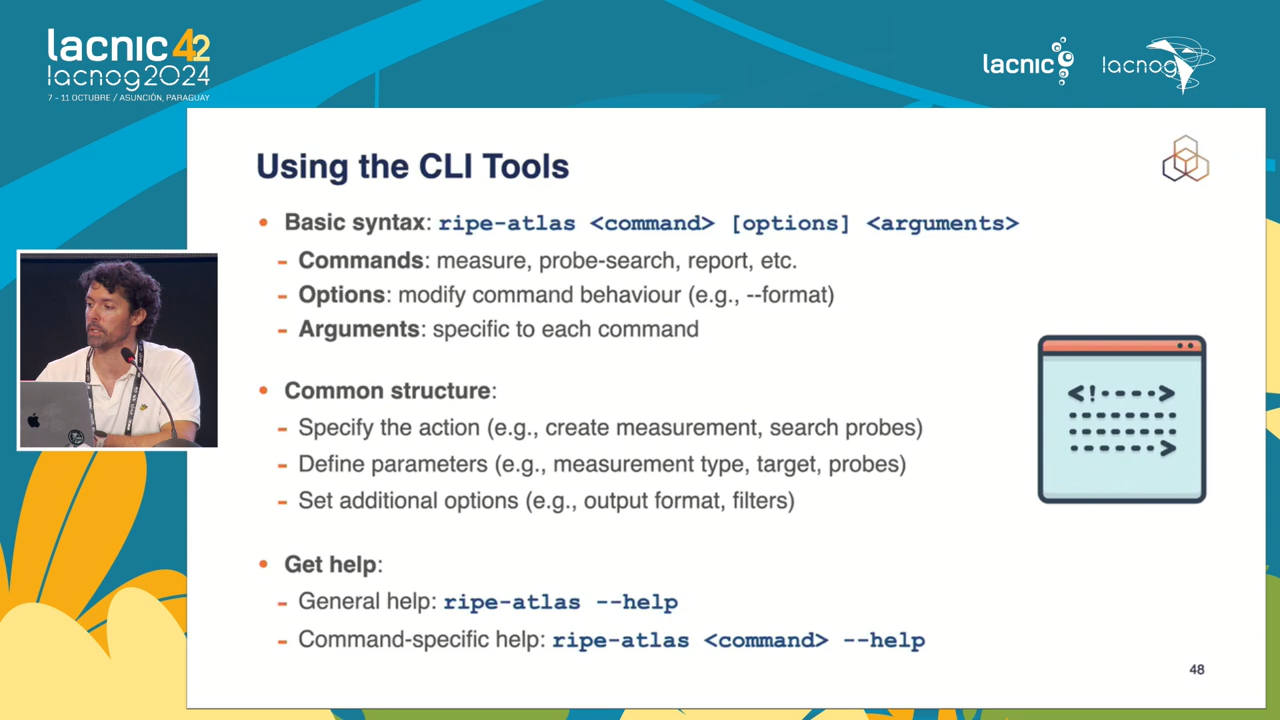 lacnic 42
lacnog2024
7 - 11 OCTUBRE / ASUNCIÓN, PARAGUAY
lacnic
lacnog
Using the CLI Tools
• Basic syntax: ripe-atlas <command> [options] <arguments>
- Commands: measure, probe-search, report, etc.
- Options: modify command behaviour (e.g., --format)
- Arguments: specific to each command
• Common structure:
- Specify the action (e.g., create measurement, search probes)
- Define parameters (e.g., measurement type, target, probes)
- Set additional options (e.g., output format, filters)
• Get help:
- General help: ripe-atlas --help
- Command-specific help: ripe-atlas <command> --help
48